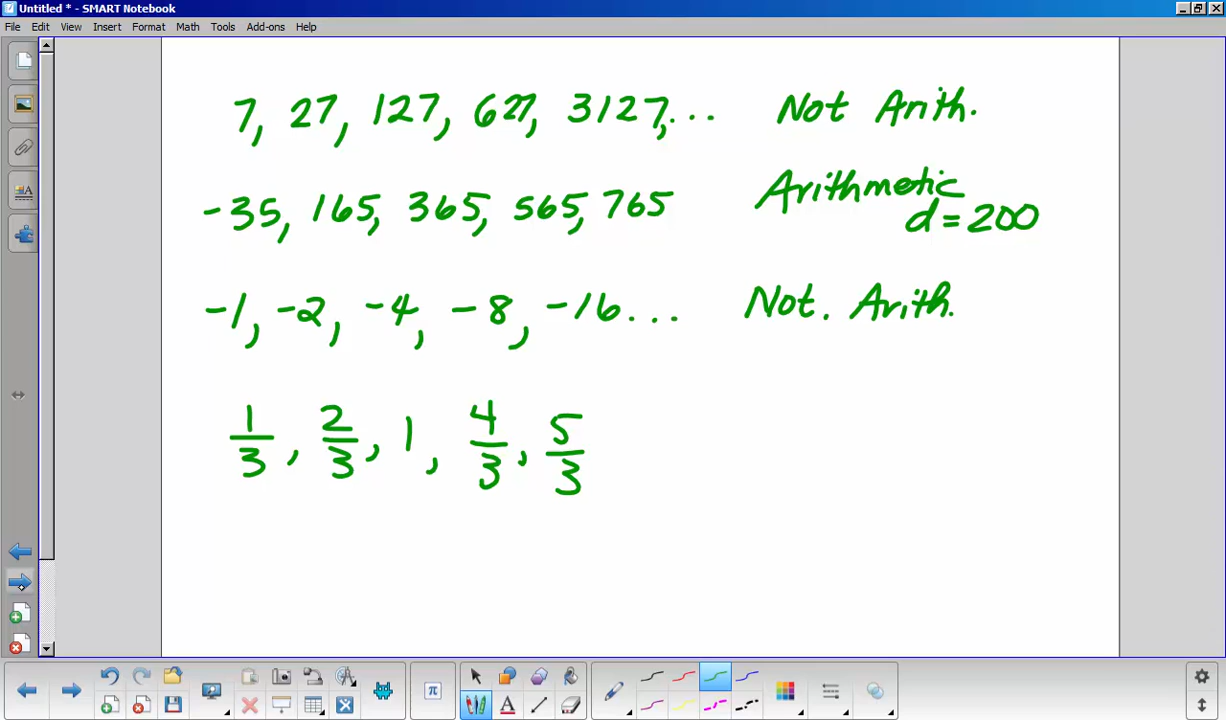 Untitled * - SMART Notebook
File Edit View Insert Format Math Tools Add-ons Help
7, 27, 127, 627, 3127,... Not Arith.
-35, 165, 365, 565, 765 Arithmetic
d = 200
-1, -2, -4, -8, -16... Not. Arith.
1/3, 2/3, 1, 4/3, 5/3
π
A